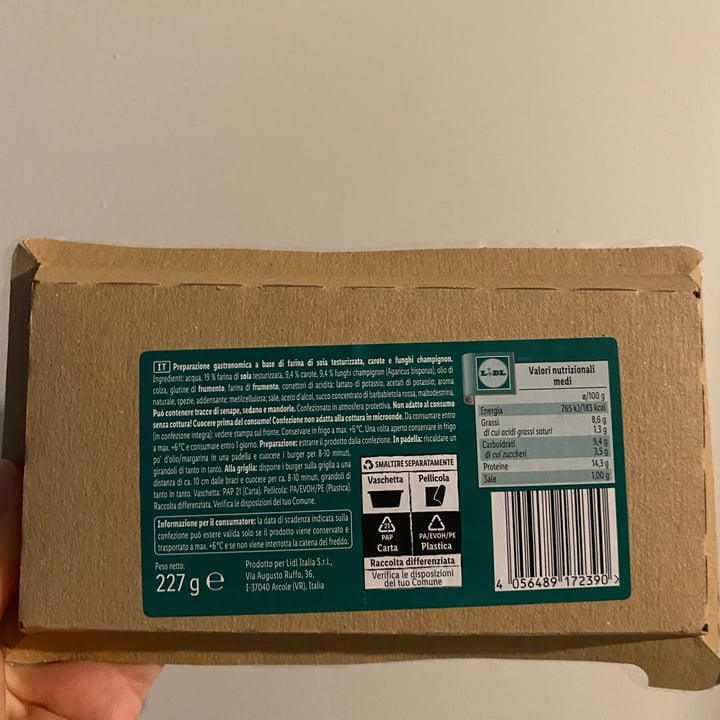 IT Preparazione gastronomica a base di farina di soia testurizzata, carote e funghi champignon.
Ingredienti: acqua, 19 % farina di soia testurizzata, 9,4 % carote, 9,4 % funghi champignon (Agaricus bisporus), olio di
colza, glutine di frumento, farina di frumento, correttori di acidità: lattato di potassio, acetati di potassio; aroma
naturale, spezie, addensante: metilcellulosa; sale, aceto di alcol, succo concentrato di barbabietola rossa, maltodestrina.
Può contenere tracce di senape, sedano e mandorle. Confezionato in atmosfera protettiva. Non adatto al consumo
senza cottura! Cuocere prima del consumo! Confezione non adatta alla cottura in microonde. Da consumare entro
(in confezione integra): vedere stampa sul fronte. Conservare in frigo a max. +6°C. Una volta aperto conservare in frigo
a max. +6°C e consumare entro 1 giorno. Preparazione: estrarre il prodotto dalla confezione. In padella: riscaldare un
po' d'olio/margarina in una padella e cuocere i burger per 8-10 minuti,
girandoli di tanto in tanto. Alla griglia: disporre i burger sulla griglia a una
distanza di ca. 10 cm dalle braci e cuocere per ca. 8-10 minuti, girandoli di
tanto in tanto. Vaschetta: PAP 21 (Carta). Pellicola: PA/EVOH/PE (Plastica).
Raccolta differenziata. Verifica le disposizioni del tuo Comune.
Informazione per il consumatore: la data di scadenza indicata sulla
confezione può essere valida solo se il prodotto viene conservato e
trasportato a max. +6°C e se non viene interrotta la catena del freddo.
Peso netto:
227 g e
Prodotto per Lidl Italia S.r.l.,
Via Augusto Ruffo, 36,
I-37040 Arcole (VR), Italia
SMALTIRE SEPARATAMENTE
Vaschetta Pellicola
21
PAP PA/EVOH/PE
Carta Plastica
Raccolta differenziata
Verifica le disposizioni
del tuo Comune
LIDL
Valori nutrizionali
medi
ø/100 g
Energia 765 kJ/183 kcal
Grassi 8,6 g
di cui acidi grassi saturi 1,3 g
Carboidrati 9,4 g
di cui zuccheri 3,5 g
Proteine 14,3 g
Sale 1,00 g
4 056489 172390 >